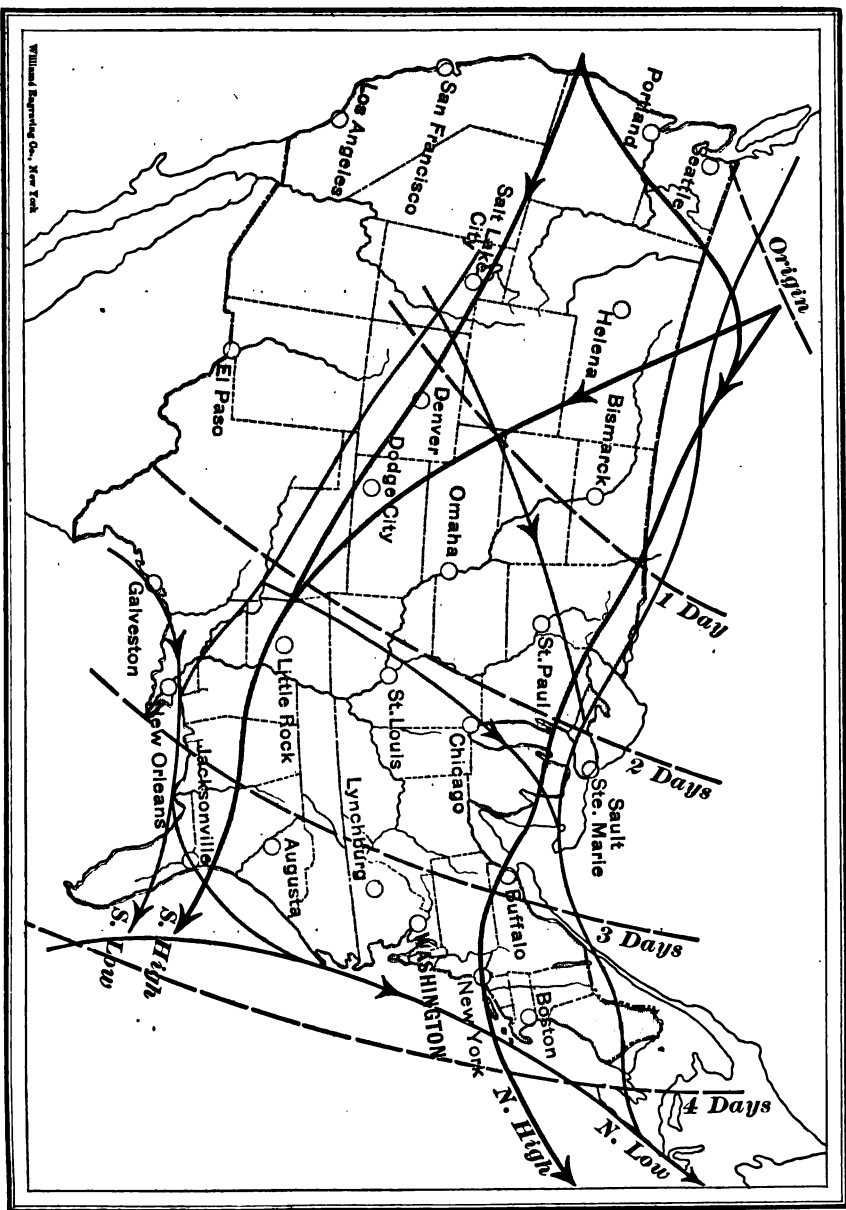 Origin
Seattle
Portland
San Francisco
Los Angeles
Salt Lake
City
Helena
Bismarck
El Paso
Denver
Dodge City
Omaha
St. Paul
1 Day
Galveston
New Orleans
Little Rock
St. Louis
Chicago
2 Days
Sault
Ste. Marie
Jacksonville
Augusta
Lynchburg
Buffalo
3 Days
WASHINGTON
New York
Boston
S. High
S. Low
4 Days
N. High
N. Low
Williams Engraving Co., New York